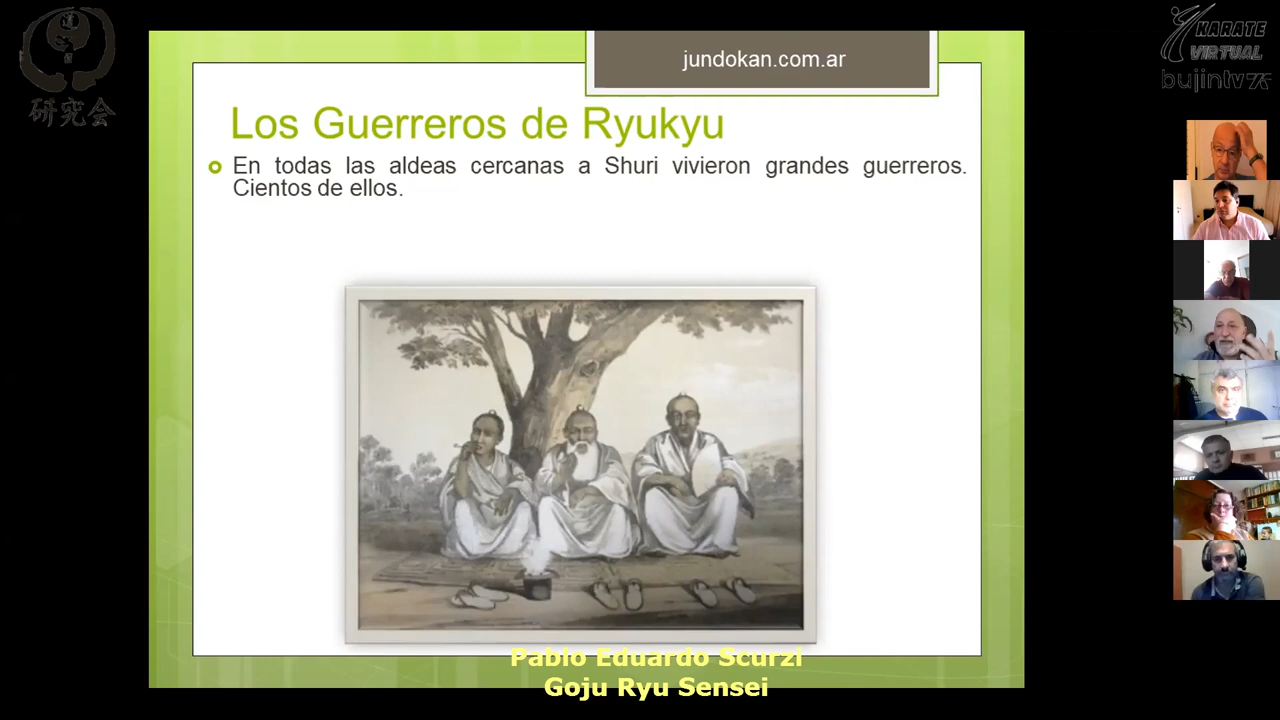 研究会
KARATE
VIRTUAL
bujintv
jundokan.com.ar
Los Guerreros de Ryukyu
En todas las aldeas cercanas a Shuri vivieron grandes guerreros.
Cientos de ellos.
Pablo Eduardo Scurzi
Goju Ryu Sensei